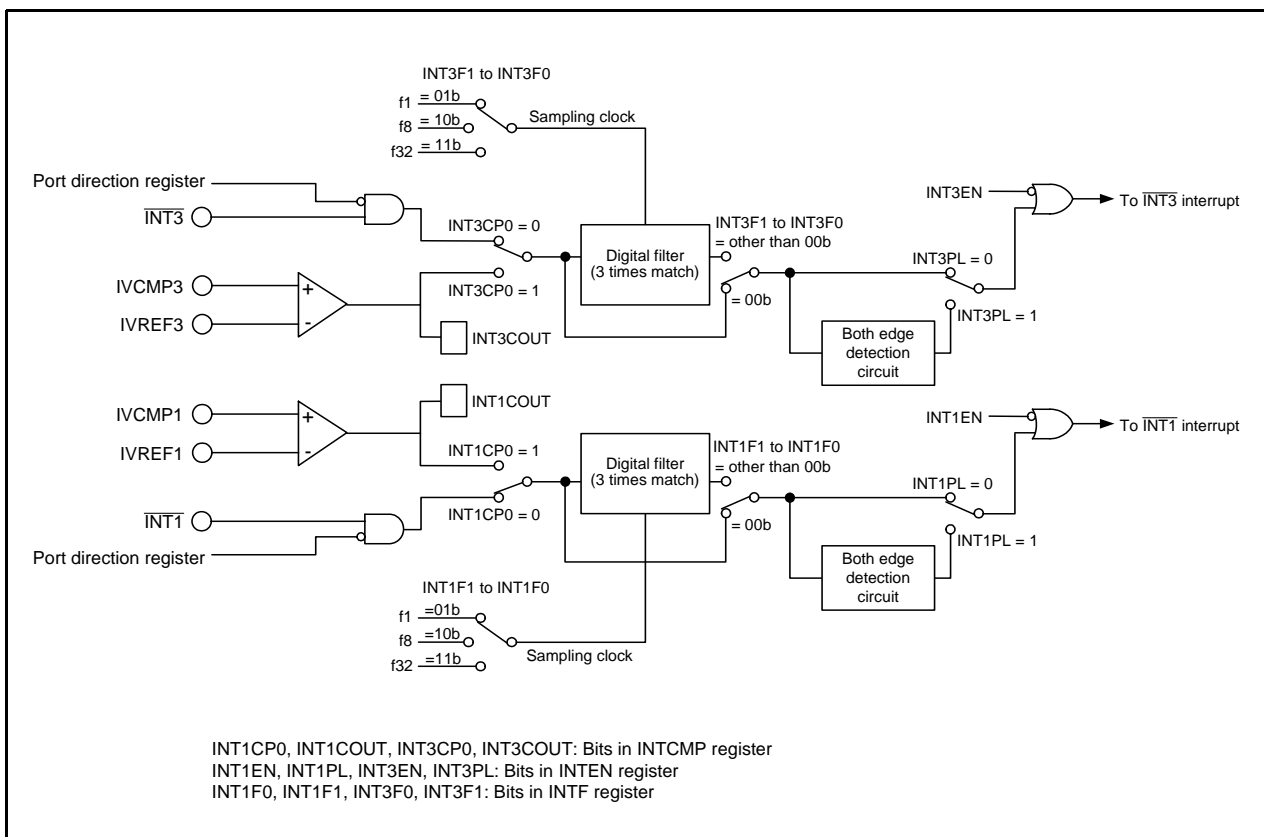 INT3F1 to INT3F0
f1 = 01b
f8 = 10b
f32 = 11b
Sampling clock
Port direction register
INT3
INT3CP0 = 0
IVCMP3
IVREF3
+
-
INT3CP0 = 1
INT3COUT
Digital filter
(3 times match)
INT3F1 to INT3F0
= other than 00b
= 00b
INT3EN
To INT3 interrupt
INT3PL = 0
INT3PL = 1
Both edge
detection
circuit
IVCMP1
IVREF1
+
-
INT1COUT
INT1CP0 = 1
INT1CP0 = 0
INT1
Port direction register
Digital filter
(3 times match)
INT1F1 to INT1F0
= other than 00b
= 00b
INT1EN
To INT1 interrupt
INT1PL = 0
INT1PL = 1
Both edge
detection
circuit
INT1F1 to INT1F0
f1 =01b
f8 =10b
f32 =11b
Sampling clock
INT1CP0, INT1COUT, INT3CP0, INT3COUT: Bits in INTCMP register
INT1EN, INT1PL, INT3EN, INT3PL: Bits in INTEN register
INT1F0, INT1F1, INT3F0, INT3F1: Bits in INTF register